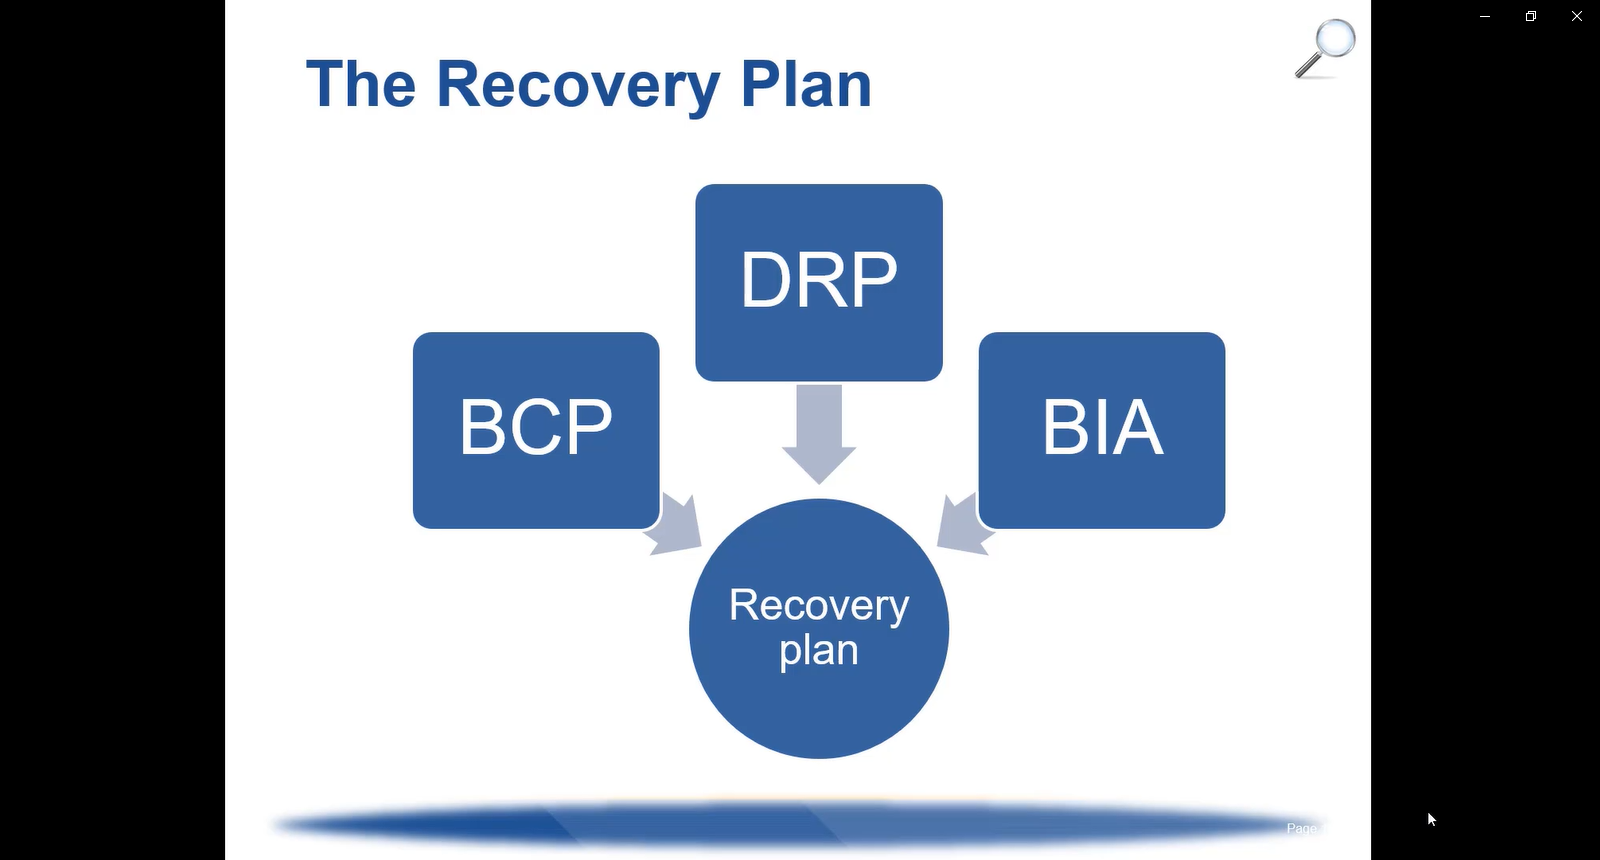 The Recovery Plan
DRP
BCP
BIA
Recovery
plan
Page